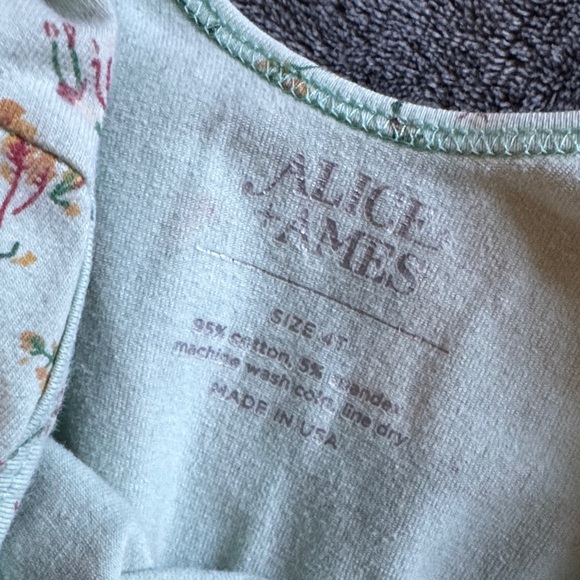 ALICE
+ AMES
SIZE 4T
95% cotton, 5% spandex
machine wash cold, line dry
MADE IN USA